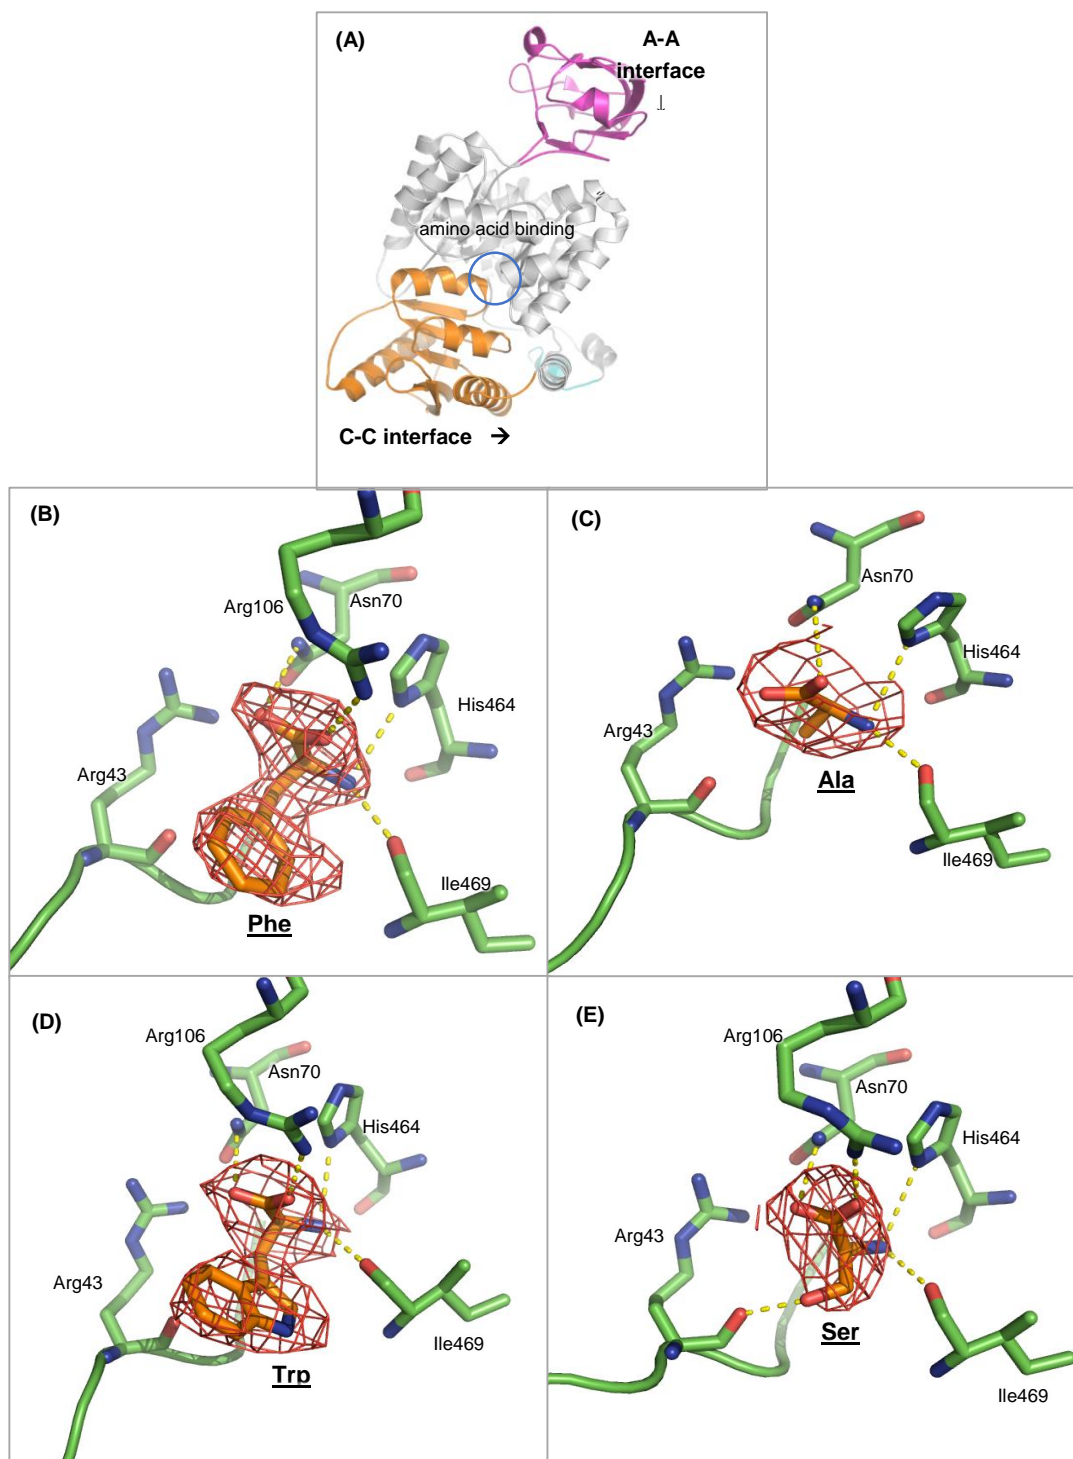 (A)
A-A
interface
amino acid binding
C-C interface →
(B)
Arg106
Asn70
His464
Arg43
Ile469
Phe
(C)
Asn70
His464
Arg43
Ala
Ile469
(D)
Arg106
Asn70
His464
Arg43
Ile469
Trp
(E)
Arg106
Asn70
His464
Arg43
Ser
Ile469